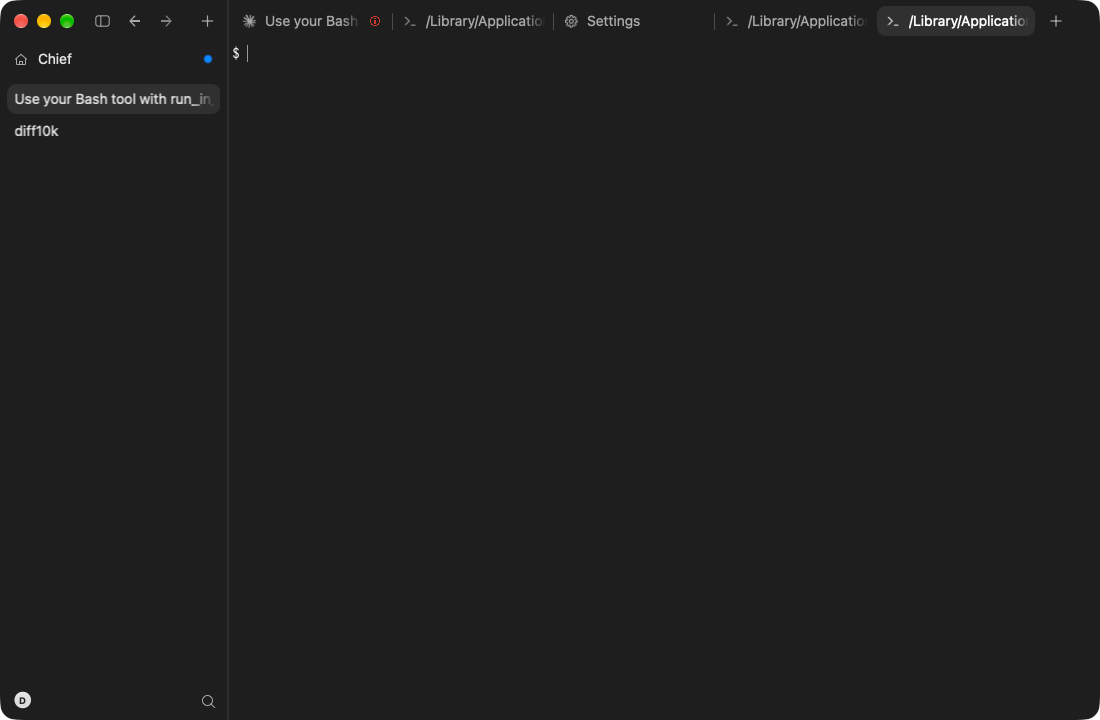 Use your Bash
/Library/Applicatio
Settings
/Library/Applicatio
/Library/Applicatio
Chief
$
Use your Bash tool with run_in_
diff10k
D